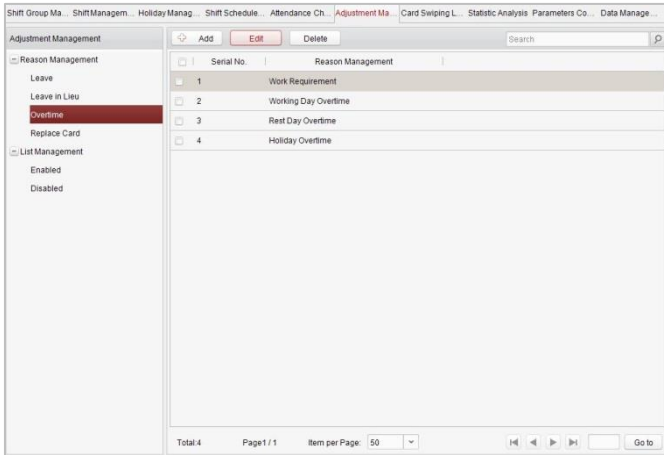 Shift Group Ma... Shift Managem... Holiday Manag... Shift Schedule... Attendance Ch... Adjustment Ma... Card Swiping L... Statistic Analysis Parameters Co... Data Manage...
Adjustment Management
Add Edit Delete Search
Reason Management
Leave
Leave in Lieu
Overtime
Replace Card
List Management
Enabled
Disabled
Serial No. Reason Management
1 Work Requirement
2 Working Day Overtime
3 Rest Day Overtime
4 Holiday Overtime
Total:4 Page1 / 1 Item per Page: 50 Go to